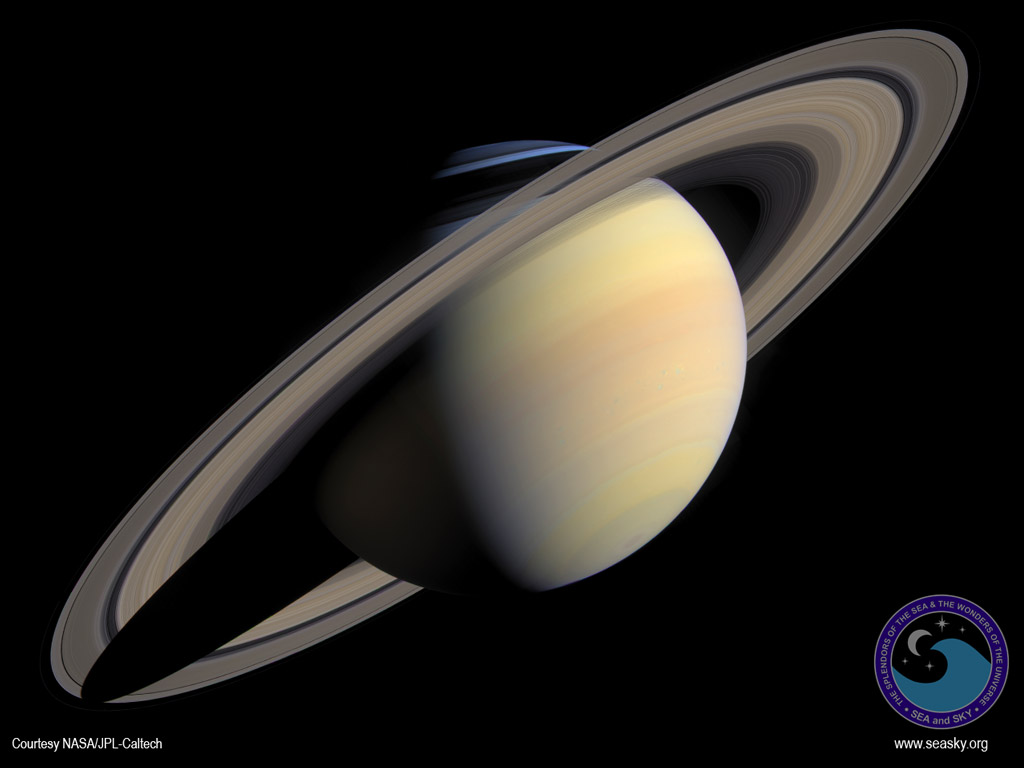 THE SPLENDORS OF THE SEA & THE WONDERS OF THE UNIVERSE
• SEA and SKY •
Courtesy NASA/JPL-Caltech
www.seasky.org